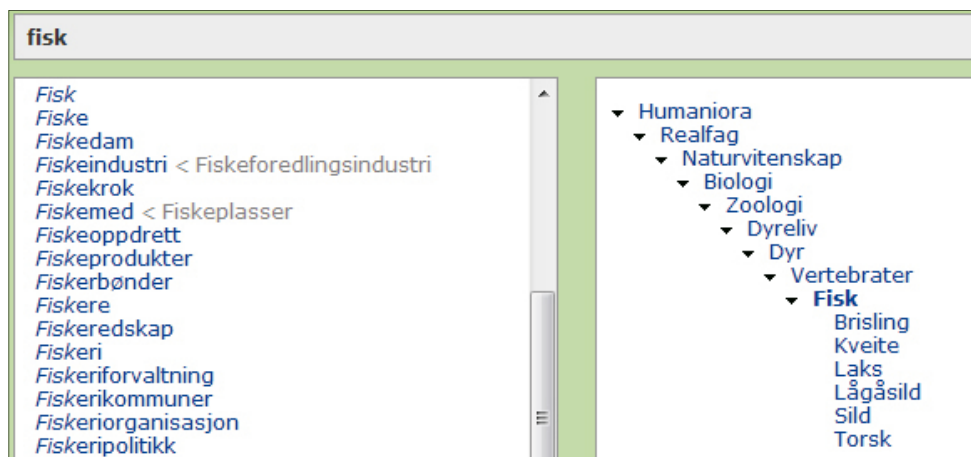 fisk
Fisk
Fiske
Fiskedam
Fiskeindustri < Fiskeforedlingsindustri
Fiskekrok
Fiskemed < Fiskeplasser
Fiskeoppdrett
Fiskeprodukter
Fiskerbønder
Fiskere
Fiskeredskap
Fiskeri
Fiskeriforvaltning
Fiskerikommuner
Fiskeriorganisasjon
Fiskeripolitikk
Humaniora
Realfag
Naturvitenskap
Biologi
Zoologi
Dyreliv
Dyr
Vertebrater
Fisk
Brisling
Kveite
Laks
Lågåsild
Sild
Torsk